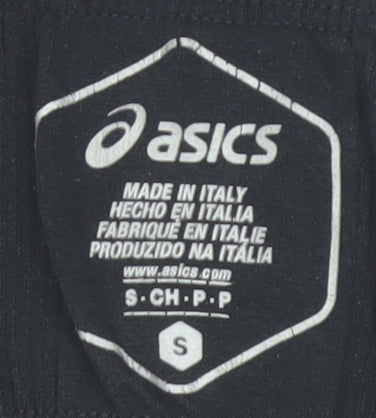 asics
MADE IN ITALY
HECHO EN ITALIA
FABRIQUÉ EN ITALIE
PRODUZIDO NA ITÁLIA
www.asics.com
S·CH·P·P
S